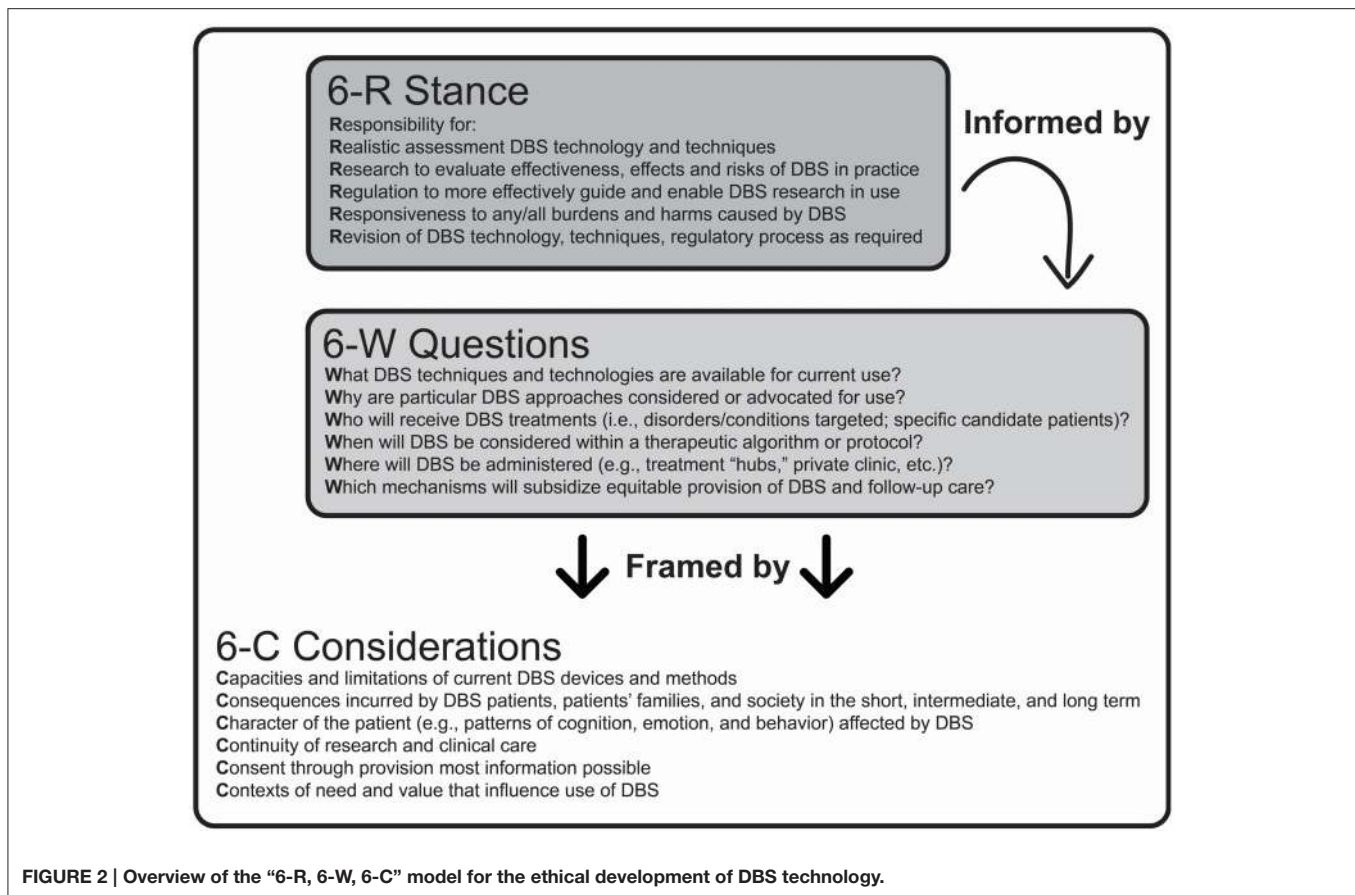 6-R Stance
Responsibility for:
Realistic assessment DBS technology and techniques
Research to evaluate effectiveness, effects and risks of DBS in practice
Regulation to more effectively guide and enable DBS research in use
Responsiveness to any/all burdens and harms caused by DBS
Revision of DBS technology, techniques, regulatory process as required
Informed by
6-W Questions
What DBS techniques and technologies are available for current use?
Why are particular DBS approaches considered or advocated for use?
Who will receive DBS treatments (i.e., disorders/conditions targeted; specific candidate patients)?
When will DBS be considered within a therapeutic algorithm or protocol?
Where will DBS be administered (e.g., treatment “hubs,” private clinic, etc.)?
Which mechanisms will subsidize equitable provision of DBS and follow-up care?
Framed by
6-C Considerations
Capacities and limitations of current DBS devices and methods
Consequences incurred by DBS patients, patients’ families, and society in the short, intermediate, and long term
Character of the patient (e.g., patterns of cognition, emotion, and behavior) affected by DBS
Continuity of research and clinical care
Consent through provision most information possible
Contexts of need and value that influence use of DBS
FIGURE 2 | Overview of the “6-R, 6-W, 6-C” model for the ethical development of DBS technology.